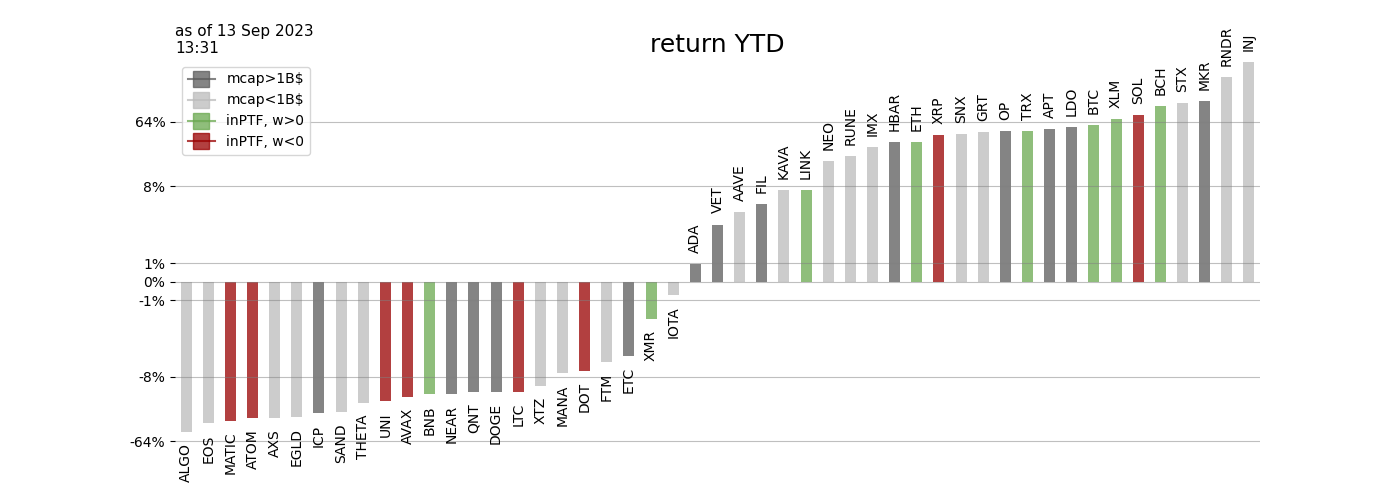 as of 13 Sep 2023
13:31
return YTD
mcap>1B$
mcap<1B$
inPTF, w>0
inPTF, w<0
64%
8%
1%
0%
-1%
-8%
-64%
ALGO
EOS
MATIC
ATOM
AXS
EGLD
ICP
SAND
THETA
UNI
AVAX
BNB
NEAR
QNT
DOGE
LTC
XTZ
MANA
DOT
FTM
ETC
XMR
IOTA
ADA
VET
AAVE
FIL
KAVA
LINK
NEO
RUNE
IMX
HBAR
ETH
XRP
SNX
GRT
OP
TRX
APT
LDO
BTC
XLM
SOL
BCH
STX
MKR
RNDR
INJ